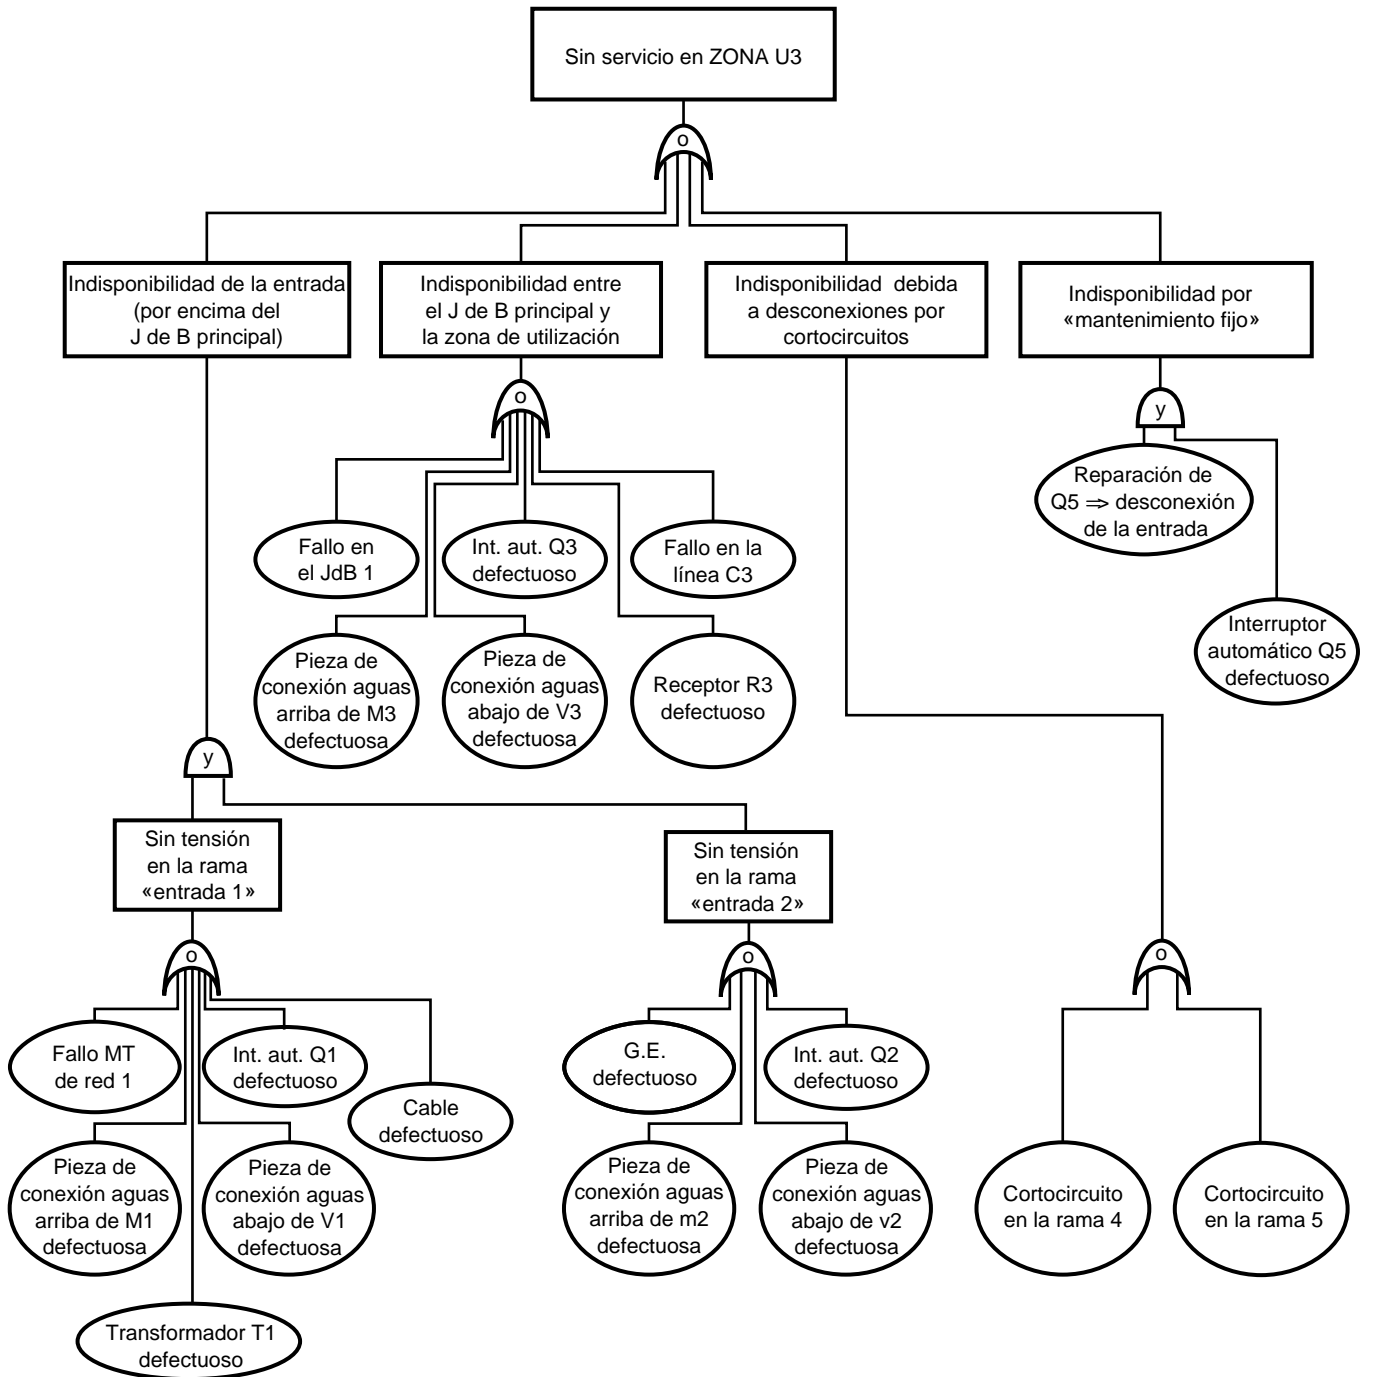 Sin servicio en ZONA U3
o
Indisponibilidad de la entrada
(por encima del
J de B principal)
Indisponibilidad entre
el J de B principal y
la zona de utilización
Indisponibilidad debida
a desconexiones por
cortocircuitos
Indisponibilidad por
«mantenimiento fijo»
o
y
Reparación de
Q5 ⇒ desconexión
de la entrada
Fallo en
el JdB 1
Int. aut. Q3
defectuoso
Fallo en la
línea C3
Interruptor
automático Q5
defectuoso
Pieza de
conexión aguas
arriba de M3
defectuosa
Pieza de
conexión aguas
abajo de V3
defectuosa
Receptor R3
defectuoso
y
Sin tensión
en la rama
«entrada 1»
Sin tensión
en la rama
«entrada 2»
o
o
o
Fallo MT
de red 1
Int. aut. Q1
defectuoso
Cable
defectuoso
G.E.
defectuoso
Int. aut. Q2
defectuoso
Pieza de
conexión aguas
arriba de M1
defectuosa
Pieza de
conexión aguas
abajo de V1
defectuosa
Pieza de
conexión aguas
arriba de m2
defectuosa
Pieza de
conexión aguas
abajo de v2
defectuosa
Cortocircuito
en la rama 4
Cortocircuito
en la rama 5
Transformador T1
defectuoso